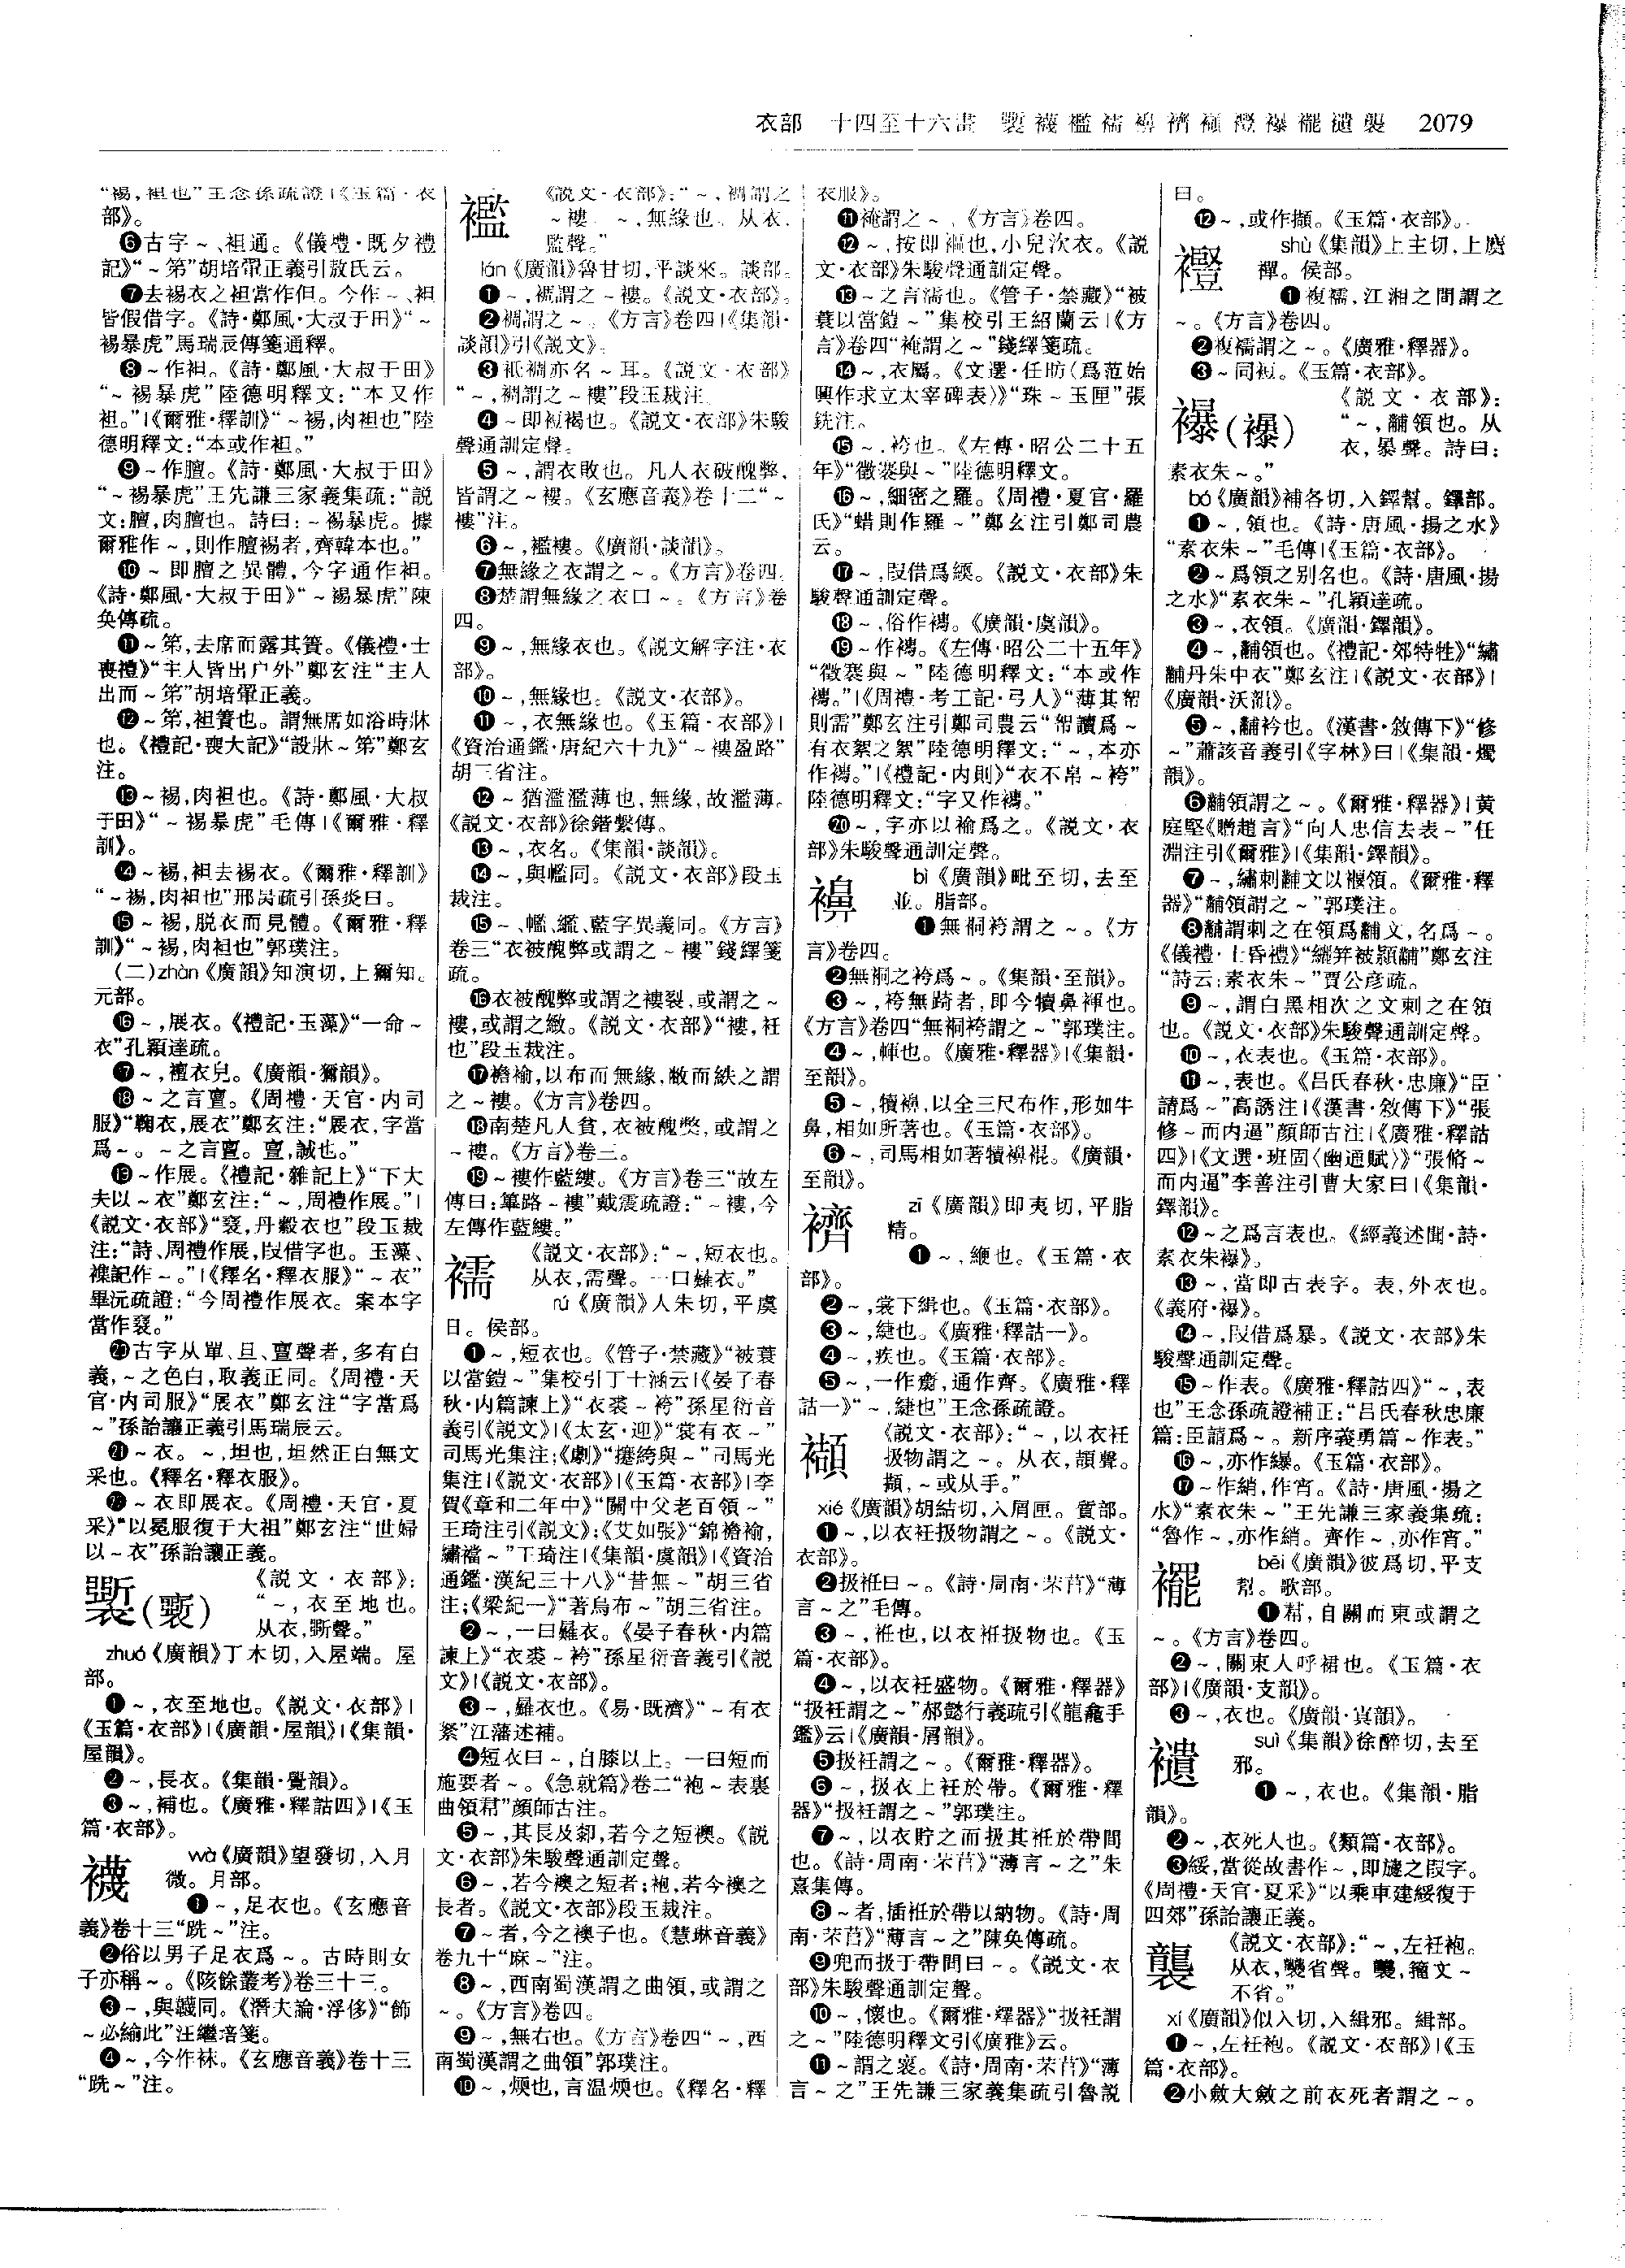 衣部　十四至十六畫　襨襪襤襦襣襀襭襢襮襬襚襲　2079
“裼,袒也”王念孫疏證|《玉篇·衣
部》。
❻古字～、袒通。《儀禮·既夕禮
記》“～笫”胡培翬正義引敖氏云。
❼去裼衣之袒當作但。今作～、袒
皆假借字。《詩·鄭風·大叔于田》“～
裼暴虎”馬瑞辰傳箋通釋。
❽～作袒。《詩·鄭風·大叔于田》
“～裼暴虎”陸德明釋文:“本又作
袒。”|《爾雅·釋訓》“～裼,肉袒也”陸
德明釋文:“本或作袒。”
❾～作膻。《詩·鄭風·大叔于田》
“～裼暴虎”王先謙三家義集疏:“説
文:膻,肉膻也。詩曰:～裼暴虎。據
爾雅作～,則作膻裼者,齊韓本也。”
❿～即膻之異體,今字通作袒。
《詩·鄭風·大叔于田》“～裼暴虎”陳
奐傳疏。
⓫～笫,去席而露其簀。《儀禮·士
喪禮》“主人皆出户外”鄭玄注“主人
出而～笫”胡培翬正義。
⓬～笫,袒簀也。謂無席如浴時牀
也。《禮記·喪大記》“設牀～笫”鄭玄
注。
⓭～裼,肉袒也。《詩·鄭風·大叔
于田》“～裼暴虎”毛傳|《爾雅·釋
訓》。
⓮～裼,袒去裼衣。《爾雅·釋訓》
“～裼,肉袒也”邢昺疏引孫炎曰。
⓯～裼,脱衣而見體。《爾雅·釋
訓》“～裼,肉袒也”郭璞注。
(二)zhàn《廣韻》知演切,上獮知。
元部。
⓰～,展衣。《禮記·玉藻》“一命～
衣”孔穎達疏。
⓱～,襢衣皃。《廣韻·獮韻》。
⓲～之言亶。《周禮·天官·内司
服》“鞠衣,展衣”鄭玄注:“展衣,字當
爲～。～之言亶。亶,誠也。”
⓳～作展。《禮記·雜記上》“下大
夫以～衣”鄭玄注:“～,周禮作展。”|
《説文·衣部》“襃,丹縠衣也”段玉裁
注:“詩、周禮作展,叚借字也。玉藻、
襍記作～。”|《釋名·釋衣服》“～衣”
畢沅疏證:“今周禮作展衣。案本字
當作襃。”
⓴古字从單、旦、亶聲者,多有白
義,～之色白,取義正同。《周禮·天
官·内司服》“展衣”鄭玄注“字當爲
～”孫詒讓正義引馬瑞辰云。
㉑～衣。～,坦也,坦然正白無文
采也。《釋名·釋衣服》。
㉒～衣即展衣。《周禮·天官·夏
采》“以冕服復于大祖”鄭玄注“世婦
以～衣”孫詒讓正義。
《説文·衣部》:
“～,衣至地也。
从衣,斲聲。”
zhuó《廣韻》丁木切,入屋端。屋
部。
❶～,衣至地也。《説文·衣部》|
《玉篇·衣部》|《廣韻·屋韻》|《集韻·
屋韻》。
❷～,長衣。《集韻·覺韻》。
❸～,補也。《廣雅·釋詁四》|《玉
篇·衣部》。
襪
wà《廣韻》望發切,入月
微。月部。
❶～,足衣也。《玄應音
義》卷十三“跣～”注。
❷俗以男子足衣爲～。古時則女
子亦稱～。《陔餘叢考》卷三十三。
❸～,與韈同。《潛夫論·浮侈》“飾
～必緰此”汪繼培箋。
❹～,今作袜。《玄應音義》卷十三
“跣～”注。
襤
《説文·衣部》:“～,裯謂之
～褸。～,無緣也。从衣,
監聲。”
lán《廣韻》魯甘切,平談來。談部。
❶～,裯謂之～褸。《説文·衣部》。
❷裯謂之～。《方言》卷四|《集韻·
談韻》引《説文》。
❸袛裯亦名～耳。《説文·衣部》
“～,裯謂之～褸”段玉裁注。
❹～即裋褐也。《説文·衣部》朱駿
聲通訓定聲。
❺～,謂衣敗也。凡人衣破醜弊,
皆謂之～褸。《玄應音義》卷十二“～
褸”注。
❻～,襤褸。《廣韻·談韻》。
❼無緣之衣謂之～。《方言》卷四。
❽楚謂無緣之衣曰～。《方言》卷
四。
❾～,無緣衣也。《説文解字注·衣
部》。
❿～,無緣也。《説文·衣部》。
⓫～,衣無緣也。《玉篇·衣部》|
《資治通鑑·唐紀六十九》“～褸盈路”
胡三省注。
⓬～猶濫濫薄也,無緣,故濫薄。
《説文·衣部》徐鍇繫傳。
⓭～,衣名。《集韻·談韻》。
⓮～,與㡮同。《説文·衣部》段玉
裁注。
⓯～、㡮、繿、藍字異義同。《方言》
卷三“衣被醜弊或謂之～褸”錢繹箋
疏。
⓰衣被醜弊或謂之褸裂,或謂之～
褸,或謂之緻。《説文·衣部》“褸,衽
也”段玉裁注。
⓱襜褕,以布而無緣,敝而紩之謂
之～褸。《方言》卷四。
⓲南楚凡人貧,衣被醜弊,或謂之
～褸。《方言》卷三。
⓳～褸作藍縷。《方言》卷三“故左
傳曰:篳路～褸”戴震疏證:“～褸,今
左傳作藍縷。”
襦
《説文·衣部》:“～,短衣也。
从衣,需聲。一曰㬮衣。”
rú《廣韻》人朱切,平虞
日。侯部。
❶～,短衣也。《管子·禁藏》“被蓑
以當鎧～”集校引丁士涵云|《晏子春
秋·内篇諫上》“衣裘～袴”孫星衍音
義引《説文》|《太玄·迎》“裳有衣～”
司馬光集注;《劇》“攓絝與～”司馬光
集注|《説文·衣部》|《玉篇·衣部》|李
賀《章和二年中》“關中父老百領～”
王琦注引《説文》;《艾如張》“錦襜褕,
繡襠～”王琦注|《集韻·虞韻》|《資治
通鑑·漢紀三十八》“昔無～”胡三省
注;《梁紀一》“著烏布～”胡三省注。
❷～,一曰㬮衣。《晏子春秋·内篇
諫上》“衣裘～袴”孫星衍音義引《説
文》|《説文·衣部》。
❸～,㬮衣也。《易·既濟》“～有衣
袽”江藩述補。
❹短衣曰～,自膝以上。一曰短而
施要者～。《急就篇》卷二“袍～表裏
曲領帬”顔師古注。
❺～,其長及䣛,若今之短襖。《説
文·衣部》朱駿聲通訓定聲。
❻～,若今襖之短者;袍,若今襖之
長者。《説文·衣部》段玉裁注。
❼～者,今之襖子也。《慧琳音義》
卷九十“麻～”注。
❽～,西南蜀漢謂之曲領,或謂之
～。《方言》卷四。
❾～,無右也。《方言》卷四“～,西
南蜀漢謂之曲領”郭璞注。
❿～,煗也,言温煗也。《釋名·釋
衣服》。
⓫掩謂之～。《方言》卷四。
⓬～,按即裋也,小兒㳄衣。《説
文·衣部》朱駿聲通訓定聲。
⓭～之言濡也。《管子·禁藏》“被
蓑以當鎧～”集校引王紹蘭云|《方
言》卷四“掩謂之～”錢繹箋疏。
⓮～,衣屬。《文選·任昉〈爲范始
興作求立太宰碑表〉》“珠～玉匣”張
銑注。
⓯～,袴也。《左傳·昭公二十五
年》“徵褰與～”陸德明釋文。
⓰～,細密之羅。《周禮·夏官·羅
氏》“蜡則作羅～”鄭玄注引鄭司農
云。
⓱～,叚借爲繻。《説文·衣部》朱
駿聲通訓定聲。
⓲～,俗作襦。《廣韻·虞韻》。
⓳～作襦。《左傳·昭公二十五年》
“徵褰與～”陸德明釋文:“本或作
襦。”|《周禮·考工記·弓人》“薄其帤
則需”鄭玄注引鄭司農云“帤讀爲～
有衣絮之絮”陸德明釋文:“～,本亦
作襦。”|《禮記·内則》“衣不帛～袴”
陸德明釋文:“字又作襦。”
⓴～,字亦以褕爲之。《説文·衣
部》朱駿聲通訓定聲。
襣
bì《廣韻》毗至切,去至
並。脂部。
❶無裥袴謂之～。《方
言》卷四。
❷無裥之袴爲～。《集韻·至韻》。
❸～,袴無踦者,即今犢鼻褌也。
《方言》卷四“無裥袴謂之～”郭璞注。
❹～,㡓也。《廣雅·釋器》|《集韻·
至韻》。
❺～,犢襣,以全三尺布作,形如牛
鼻,相如所著也。《玉篇·衣部》。
❻～,司馬相如著犢襣裩。《廣韻·
至韻》。
zī《廣韻》即夷切,平脂
精。
❶～,緶也。《玉篇·衣
部》。
❷～,裳下緝也。《玉篇·衣部》。
❸～,緁也。《廣雅·釋詁一》。
❹～,疾也。《玉篇·衣部》。
❺～,一作齌,通作齊。《廣雅·釋
詁一》“～,緁也”王念孫疏證。
襭
《説文·衣部》:“～,以衣衽
扱物謂之～。从衣,頡聲。
擷,～或从手。”
xié《廣韻》胡結切,入屑匣。質部。
❶～,以衣衽扱物謂之～。《説文·
衣部》。
❷扱衽曰～。《詩·周南·芣苢》“薄
言～之”毛傳。
❸～,衽也,以衣衽扱物也。《玉
篇·衣部》。
❹～,以衣衽盛物。《爾雅·釋器》
“扱衽謂之～”郝懿行義疏引《龍龕手
鑑》云|《廣韻·屑韻》。
❺扱衽謂之～。《爾雅·釋器》。
❻～,扱衣上衽於帶。《爾雅·釋
器》“扱衽謂之～”郭璞注。
❼～,以衣貯之而扱其衽於帶間
也。《詩·周南·芣苢》“薄言～之”朱
熹集傳。
❽～者,插衽於帶以納物。《詩·周
南·芣苢》“薄言～之”陳奂傳疏。
❾兜而扱于帶間曰～。《説文·衣
部》朱駿聲通訓定聲。
❿～,懷也。《爾雅·釋器》“扱衽謂
之～”陸德明釋文引《廣雅》云。
⓫～謂之褱。《詩·周南·芣苢》“薄
言～之”王先謙三家義集疏引魯説
曰。
⓬～,或作擷。《玉篇·衣部》。
shù《集韻》上主切,上麌
禪。侯部。
❶複襦,江湘之間謂之
～。《方言》卷四。
❷複襦謂之～。《廣雅·釋器》。
❸～同裋。《玉篇·衣部》。
襮
《説文·衣部》:
“～,黼領也。从
衣,暴聲。詩曰:
素衣朱～。”
bó《廣韻》補各切,入鐸幫。鐸部。
❶～,領也。《詩·唐風·揚之水》
“素衣朱～”毛傳|《玉篇·衣部》。
❷～爲領之别名也。《詩·唐風·揚
之水》“素衣朱～”孔穎達疏。
❸～,衣領。《廣韻·鐸韻》。
❹～,黼領也。《禮記·郊特牲》“繡
黼丹朱中衣”鄭玄注|《説文·衣部》|
《廣韻·沃韻》。
❺～,黼衿也。《漢書·敘傳下》“修
～”蕭該音義引《字林》曰|《集韻·燭
韻》。
❻黼領謂之～。《爾雅·釋器》|黄
庭堅《贈趙言》“向人忠信去表～”任
淵注引《爾雅》|《集韻·鐸韻》。
❼～,繡刺黼文以褗領。《爾雅·釋
器》“黼領謂之～”郭璞注。
❽黼謂刺之在領爲黼文,名爲～。
《儀禮·士昏禮》“纚笄被潁黼”鄭玄注
“詩云:素衣朱～”賈公彦疏。
❾～,謂白黑相次之文刺之在領
也。《説文·衣部》朱駿聲通訓定聲。
❿～,衣表也。《玉篇·衣部》。
⓫～,表也。《吕氏春秋·忠廉》“臣
請爲～”高誘注|《漢書·敘傳下》“張
修～而内逼”顔師古注|《廣雅·釋詁
四》|《文選·班固〈幽通賦〉》“張脩～
而内逼”李善注引曹大家曰|《集韻·
鐸韻》。
⓬～之爲言表也。《經義述聞·詩·
素衣朱襮》。
⓭～,當即古表字。表,外衣也。
《義府·襮》。
⓮～,叚借爲暴。《説文·衣部》朱
駿聲通訓定聲。
⓯～作表。《廣雅·釋詁四》“～,表
也”王念孫疏證補正:“吕氏春秋忠廉
篇:臣請爲～。新序義勇篇～作表。”
⓰～,亦作𧝑。《玉篇·衣部》。
⓱～作綃,作宵。《詩·唐風·揚之
水》“素衣朱～”王先謙三家義集疏:
“魯作～,亦作綃。齊作～,亦作宵。”
襬
bēi《廣韻》彼爲切,平支
幫。歌部。
❶帬,自關而東或謂之
～。《方言》卷四。
❷～,關東人呼裙也。《玉篇·衣
部》|《廣韻·支韻》。
❸～,衣也。《廣韻·寘韻》。
suì《集韻》徐醉切,去至
邪。
❶～,衣也。《集韻·脂
韻》。
❷～,衣死人也。《類篇·衣部》。
❸綏,當從故書作～,即旞之叚字。
《周禮·天官·夏采》“以乘車建綏復于
四郊”孫詒讓正義。
襲
《説文·衣部》:“～,左衽袍。
从衣,龖省聲。䙝,籀文～
不省。”
xí《廣韻》似入切,入緝邪。緝部。
❶～,左衽袍。《説文·衣部》|《玉
篇·衣部》。
❷小斂大斂之前衣死者謂之～。